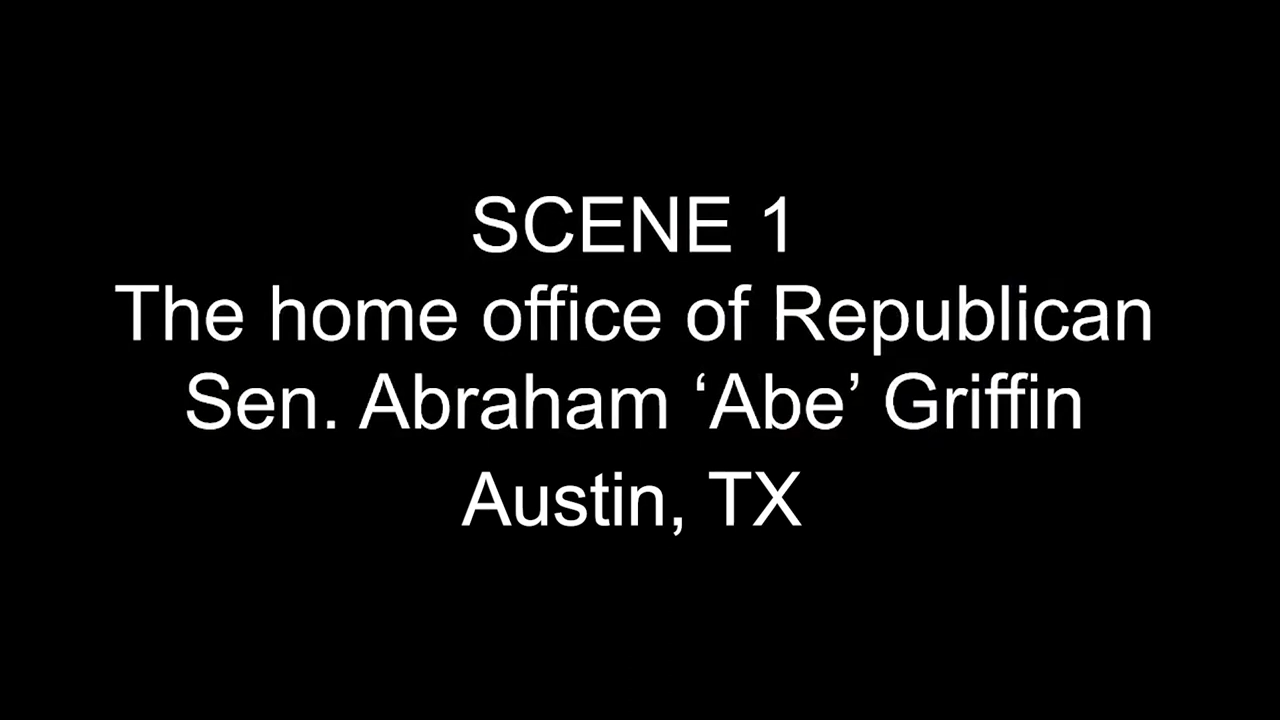 SCENE 1
The home office of Republican
Sen. Abraham ‘Abe’ Griffin
Austin, TX